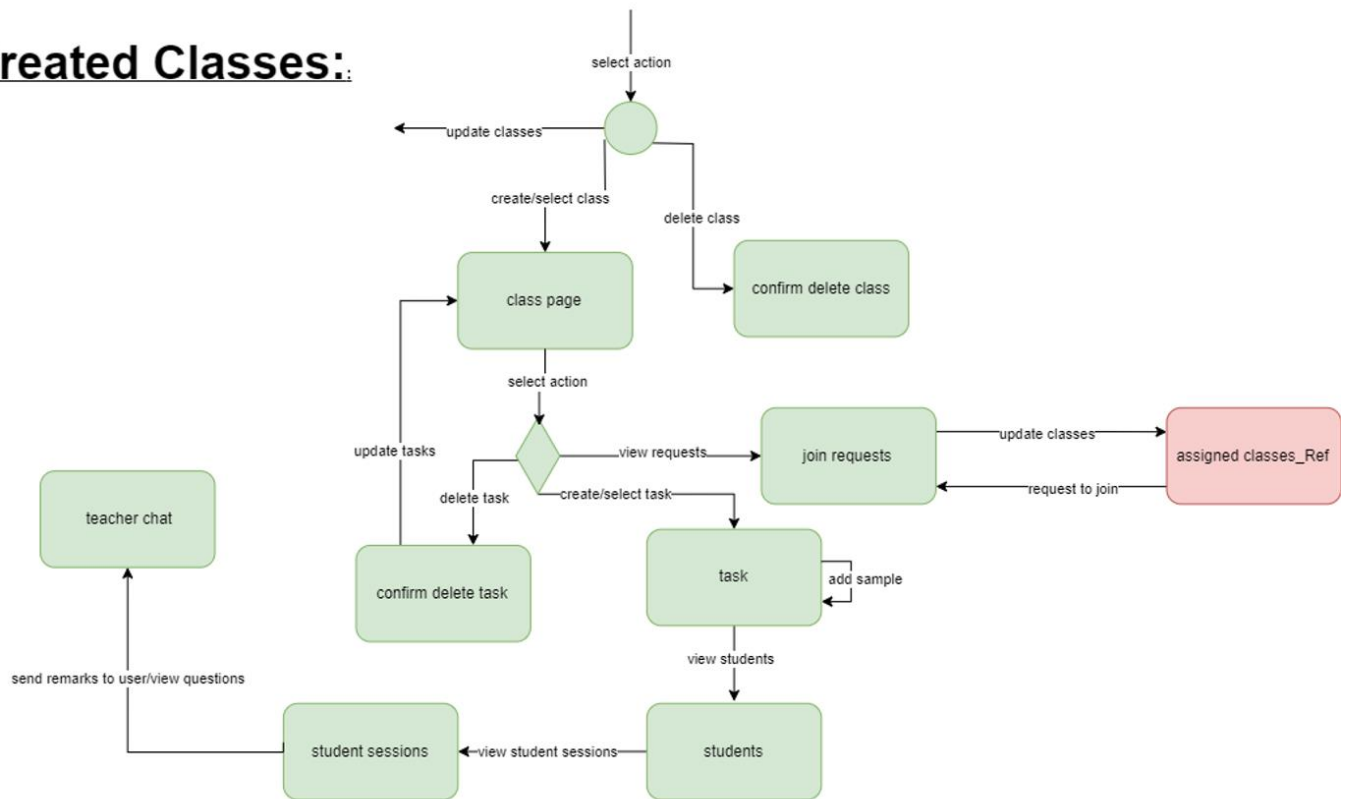 reated Classes:.
select action
update classes
create/select class
delete class
confirm delete class
class page
select action
update tasks
view requests
join requests
update classes
assigned classes_Ref
request to join
delete task
create/select task
teacher chat
confirm delete task
task
add sample
view students
send remarks to user/view questions
student sessions
view student sessions
students